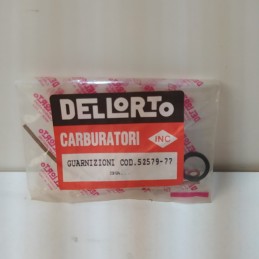 DELLORTO
CARBURATORI
INC
GUARNIZIONI COD.52579-77